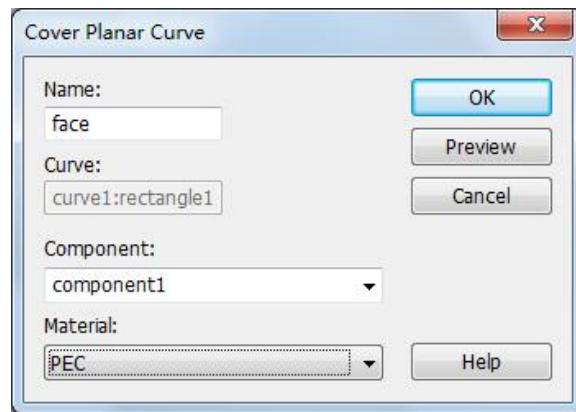 Cover Planar Curve
Name:
face
Curve:
curve1:rectangle1
Component:
component1
Material:
PEC
OK
Preview
Cancel
Help